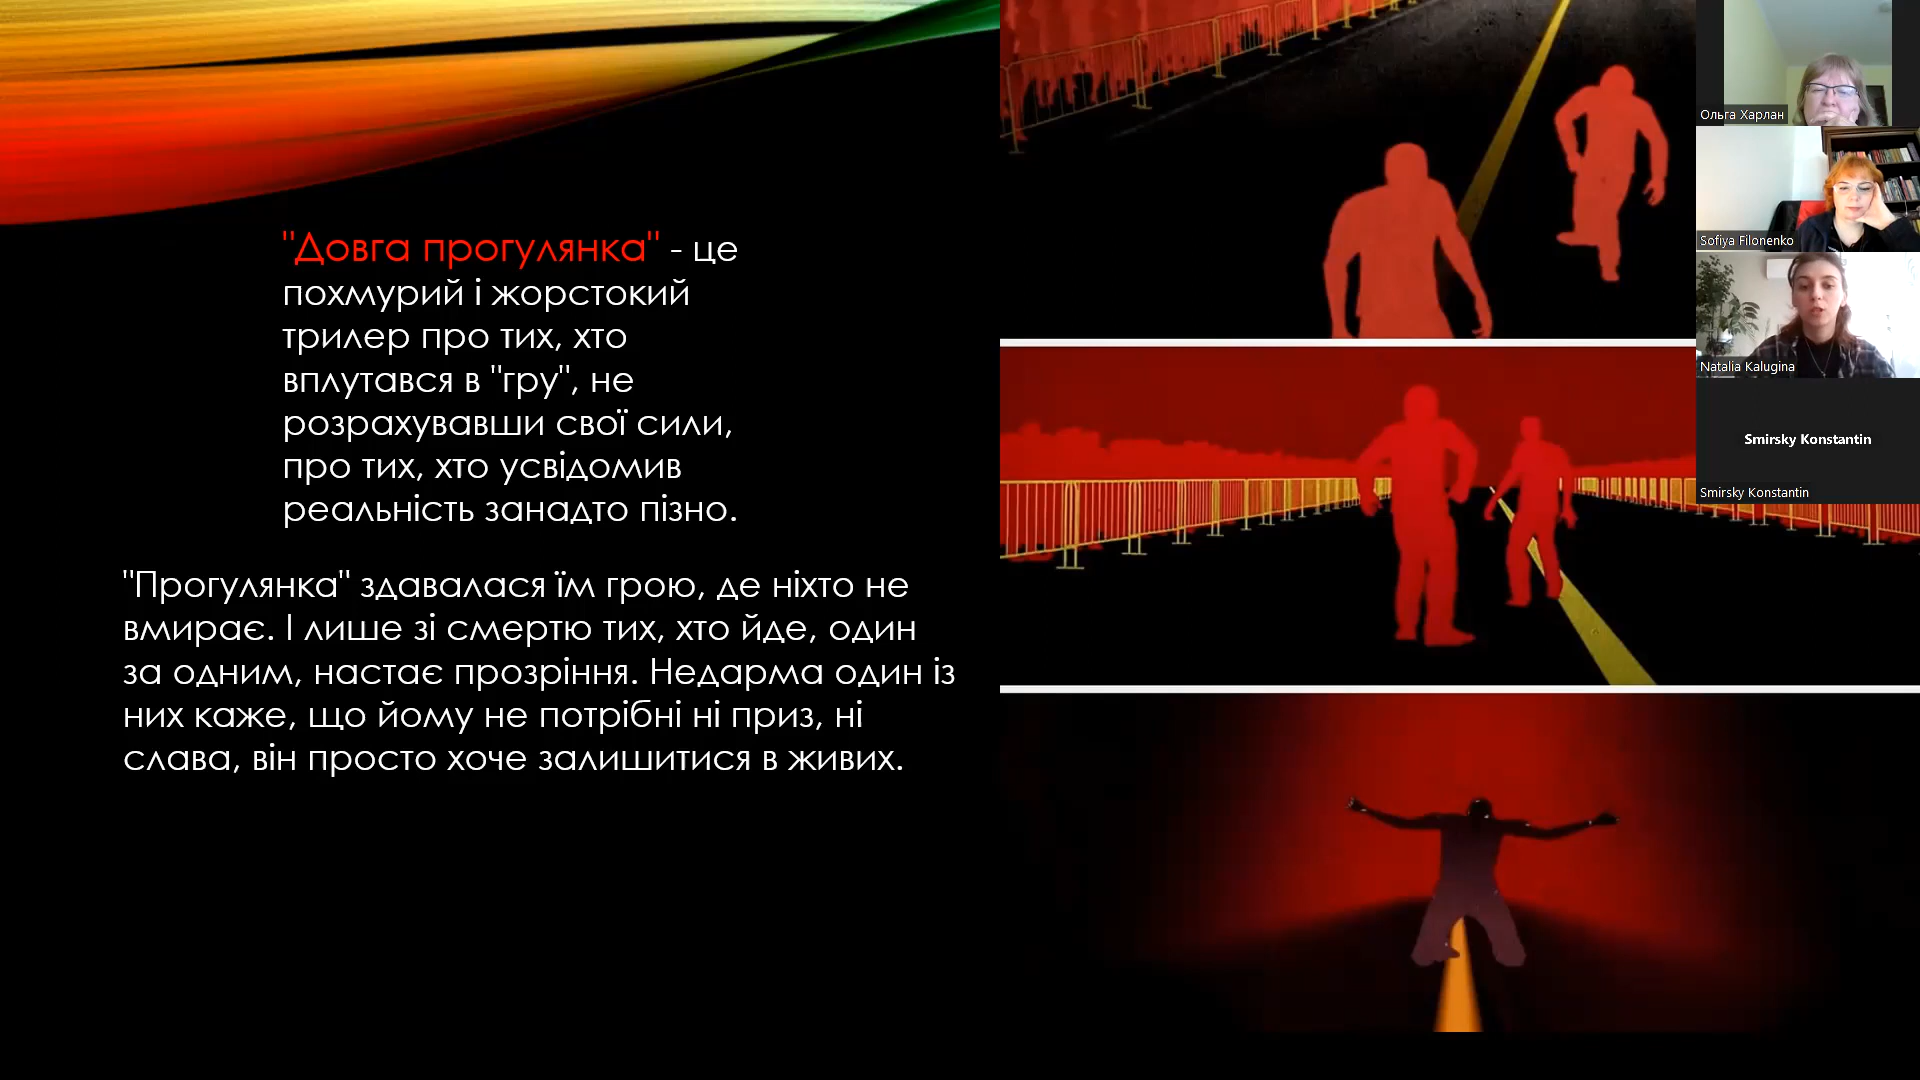 "Довга прогулянка" - це
похмурий і жорстокий
трилер про тих, хто
вплутався в "гру", не
розрахувавши свої сили,
про тих, хто усвідомив
реальність занадто пізно.
"Прогулянка" здавалася їм грою, де ніхто не
вмирає. І лише зі смертю тих, хто йде, один
за одним, настає прозріння. Недарма один із
них каже, що йому не потрібні ні приз, ні
слава, він просто хоче залишитися в живих.
Ольга Харлан
Sofiya Filonenko
Natalia Kalugina
Smirsky Konstantin
Smirsky Konstantin